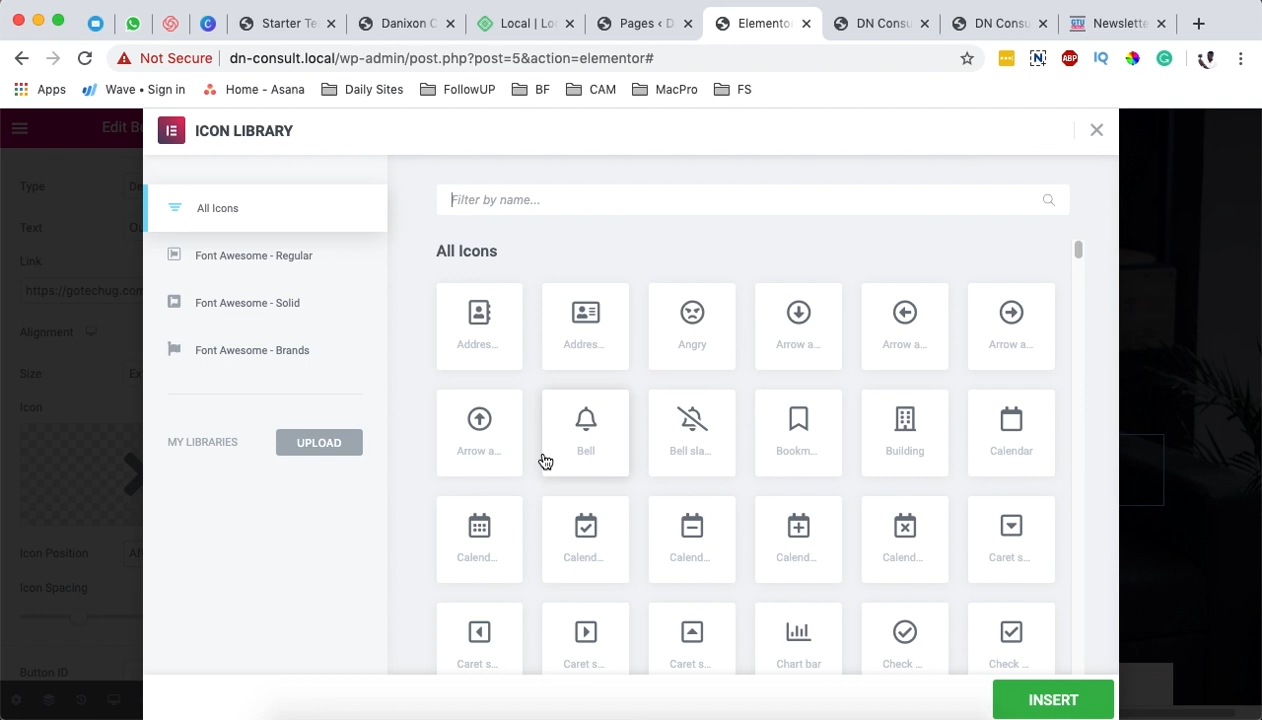 Starter Te
Danixon C
Local | Loc
Pages ‹ D
Elementor
DN Consu
DN Consu
Newslette
Not Secure
dn-consult.local/wp-admin/post.php?post=5&action=elementor#
Apps
Wave • Sign in
Home - Asana
Daily Sites
FollowUP
BF
CAM
MacPro
FS
Edit Bu
ICON LIBRARY
Type
De
Text
Link
https://gotechug.com
Alignment
Size
Ex
Icon
Icon Position
Icon Spacing
Button ID
All Icons
Font Awesome - Regular
Font Awesome - Solid
Font Awesome - Brands
MY LIBRARIES
UPLOAD
Filter by name...
All Icons
Addres...
Addres...
Angry
Arrow a...
Arrow a...
Arrow a...
Arrow a...
Bell
Bell sla...
Bookm...
Building
Calendar
Calend...
Calend...
Calend...
Calend...
Calend...
Caret s...
Caret s...
Caret s...
Caret s...
Chart bar
Check ...
Check ...
INSERT